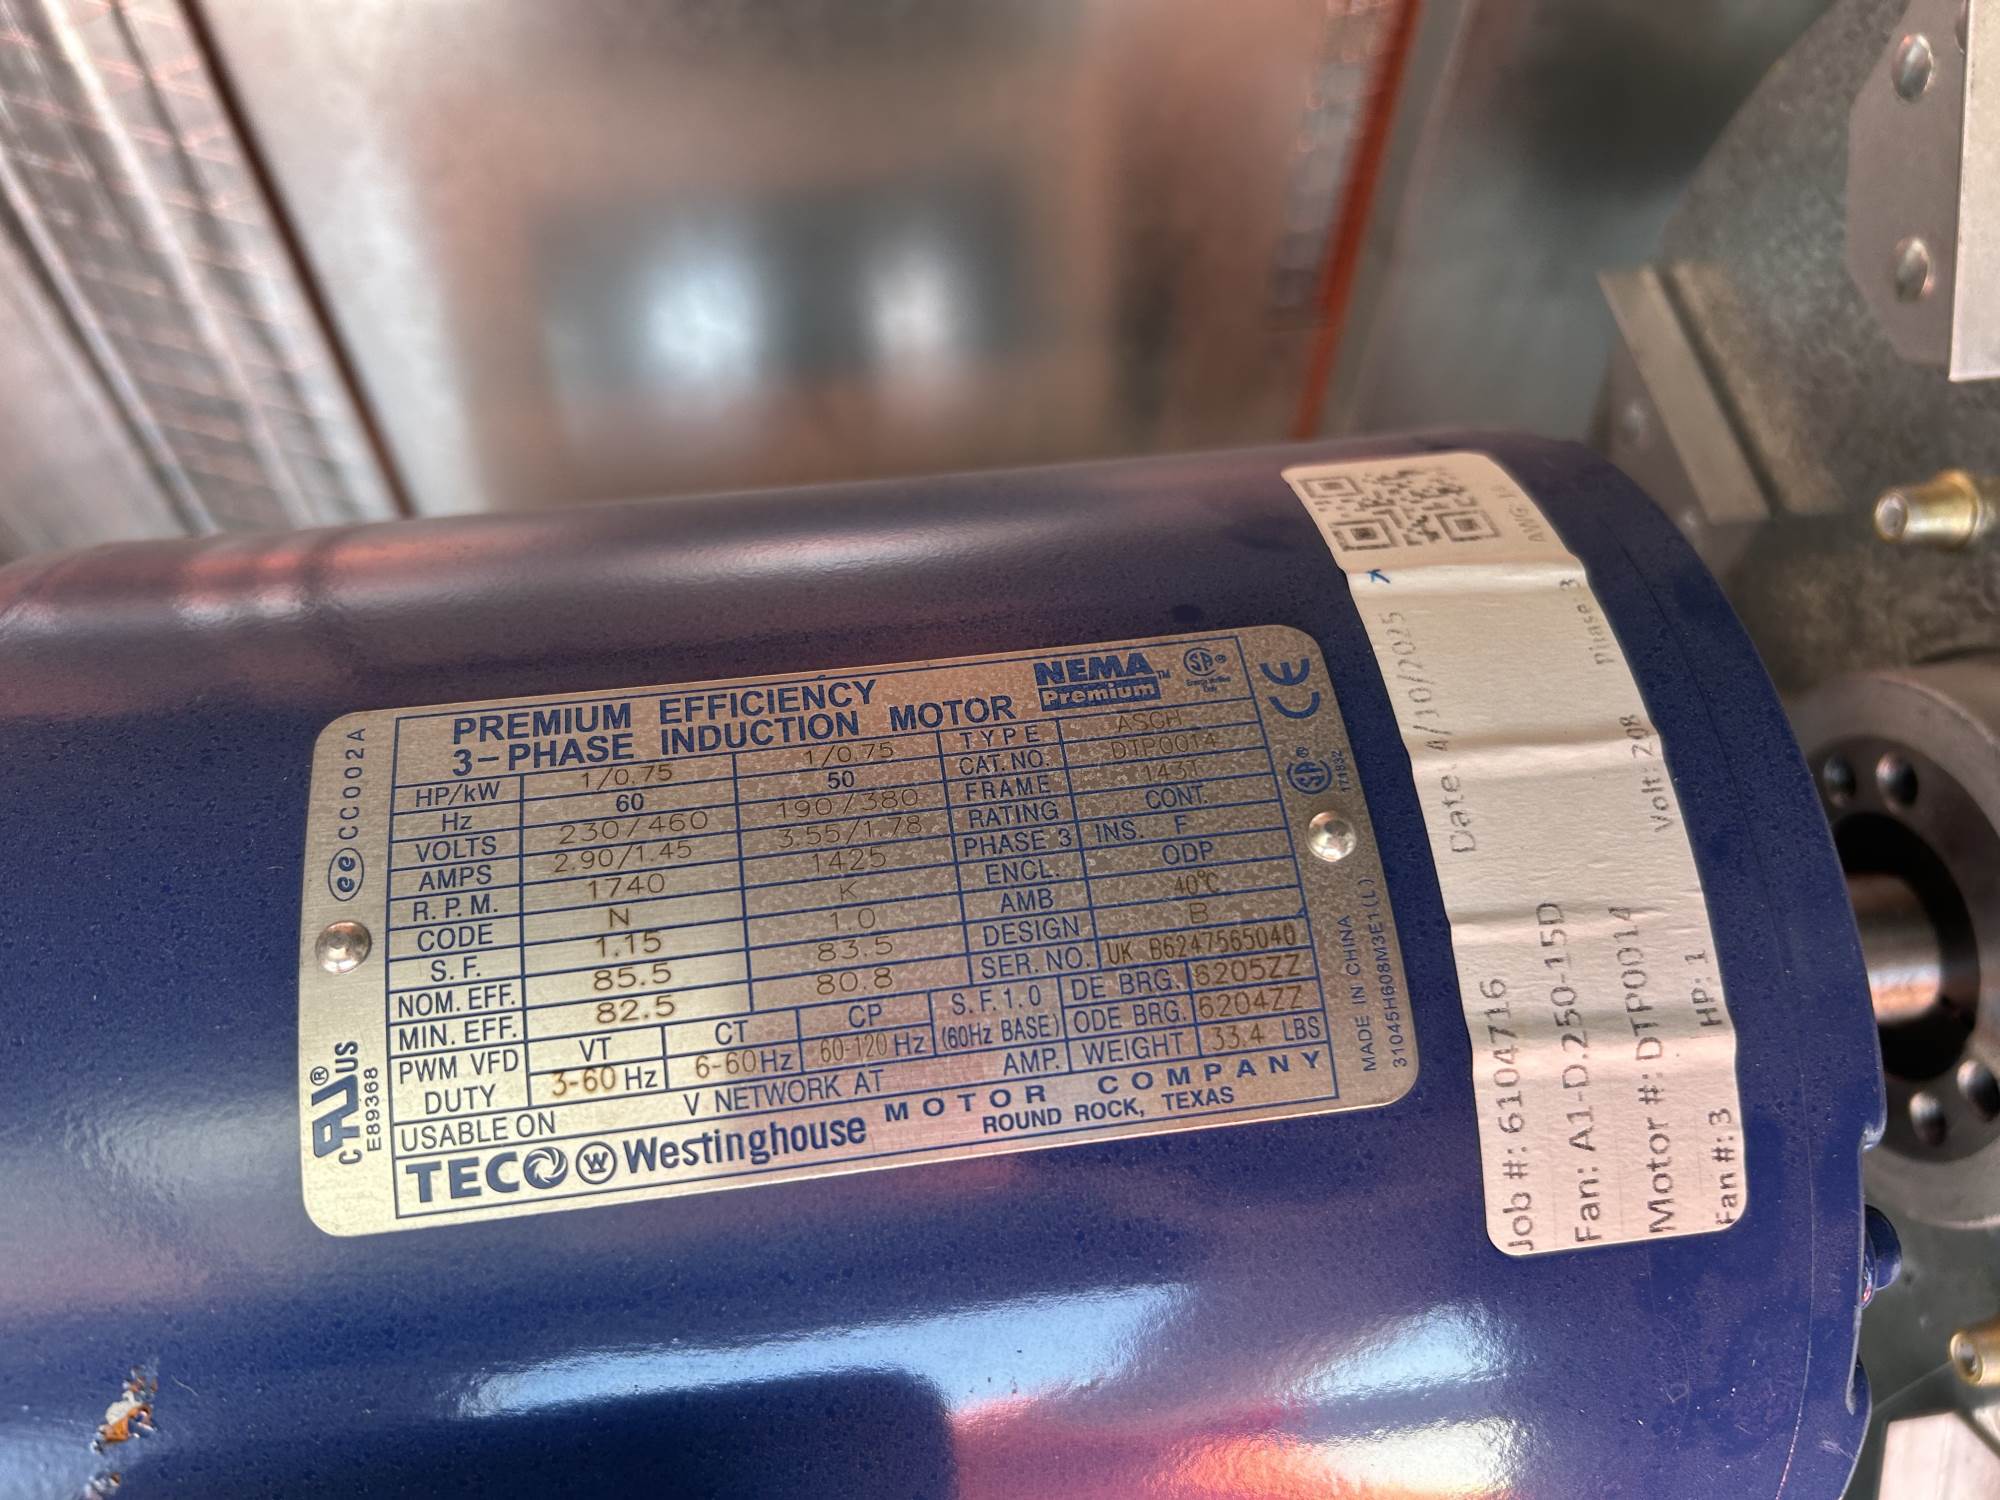 PREMIUM EFFICIENCY
3-PHASE INDUCTION MOTOR
NEMA
Premium™
HP/kW 1/0.75 1/0.75 TYPE ASCH
Hz 60 50 CAT. NO. DTP0014
VOLTS 230/460 190/380 FRAME 143T
AMPS 2.90/1.45 3.55/1.78 RATING CONT.
R.P.M. 1740 1425 PHASE 3 INS. F
CODE N K ENCL. ODP
S.F. 1.15 1.0 AMB 40°C
NOM. EFF. 85.5 83.5 DESIGN B
MIN. EFF. 82.5 80.8 SER. NO. UK B6247565040
PWM VFD VT CT CP S.F.1.0 DE BRG. 6205ZZ
DUTY 3-60 Hz 6-60Hz 60-120 Hz (60Hz BASE) ODE BRG. 6204ZZ
USABLE ON V NETWORK AT AMP. WEIGHT 33.4 LBS
TECO W Westinghouse MOTOR COMPANY
ROUND ROCK, TEXAS
ee CC002A
c UR® US
E89368
CE
SA®
171832
MADE IN CHINA
31045H608M3E1(L)
Date: 4/10/2025
Job #: 6104716
Fan: A1-D.250-15D
Motor #: DTP0014 Volt: 208 Phase: 3
Fan #: 3 HP: 1